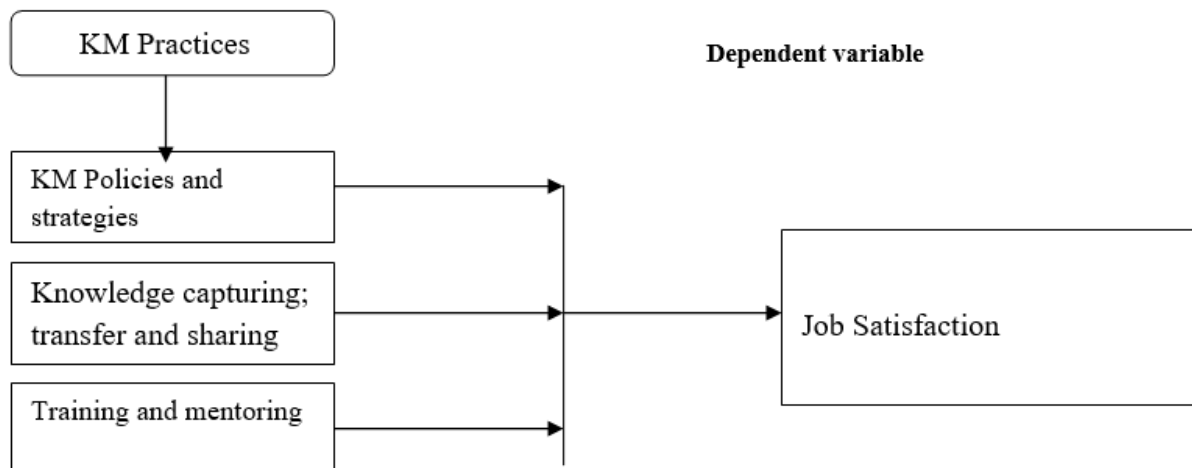 KM Practices
Dependent variable
KM Policies and
strategies
Knowledge capturing;
transfer and sharing
Job Satisfaction
Training and mentoring